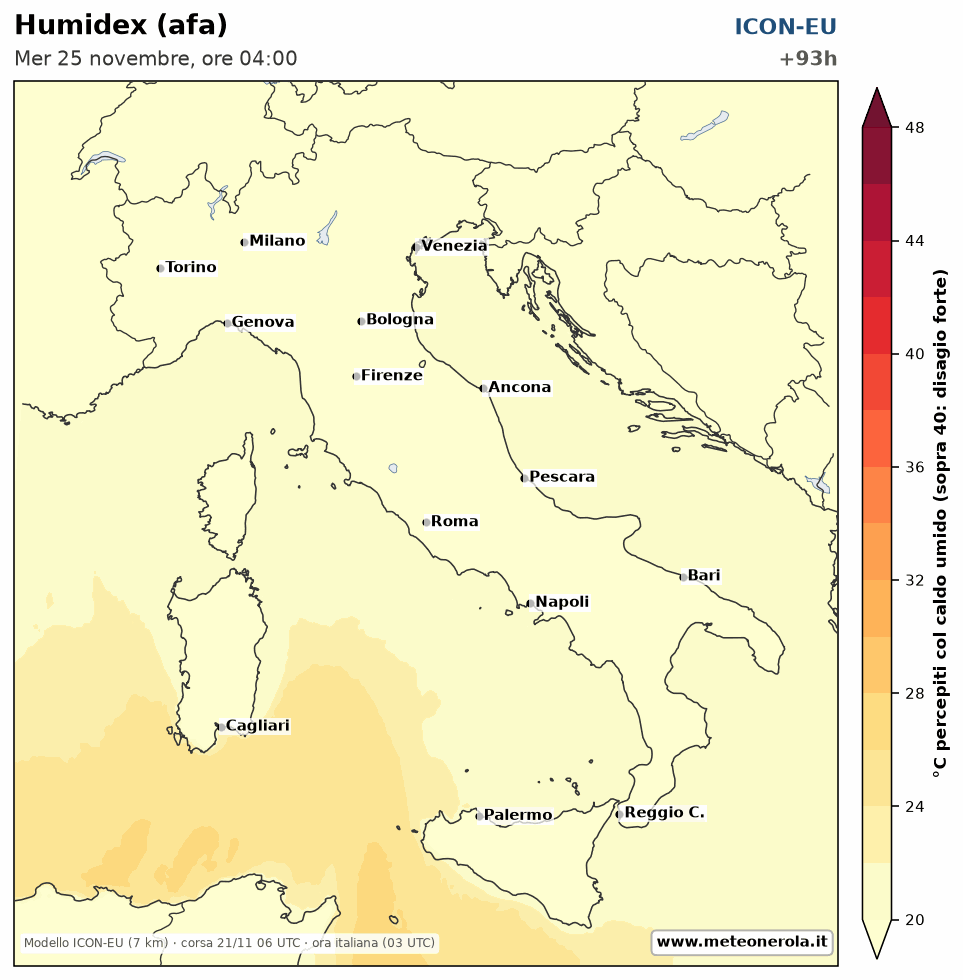 Humidex (afa)
ICON-EU
Mer 25 novembre, ore 04:00
+93h
48
44
40
36
32
28
24
20
°C percepiti col caldo umido (sopra 40: disagio forte)
Milano
Venezia
Torino
Genova
Bologna
Firenze
Ancona
Pescara
Roma
Bari
Napoli
Cagliari
Palermo
Reggio C.
Modello ICON-EU (7 km) · corsa 21/11 06 UTC · ora italiana (03 UTC)
www.meteonerola.it